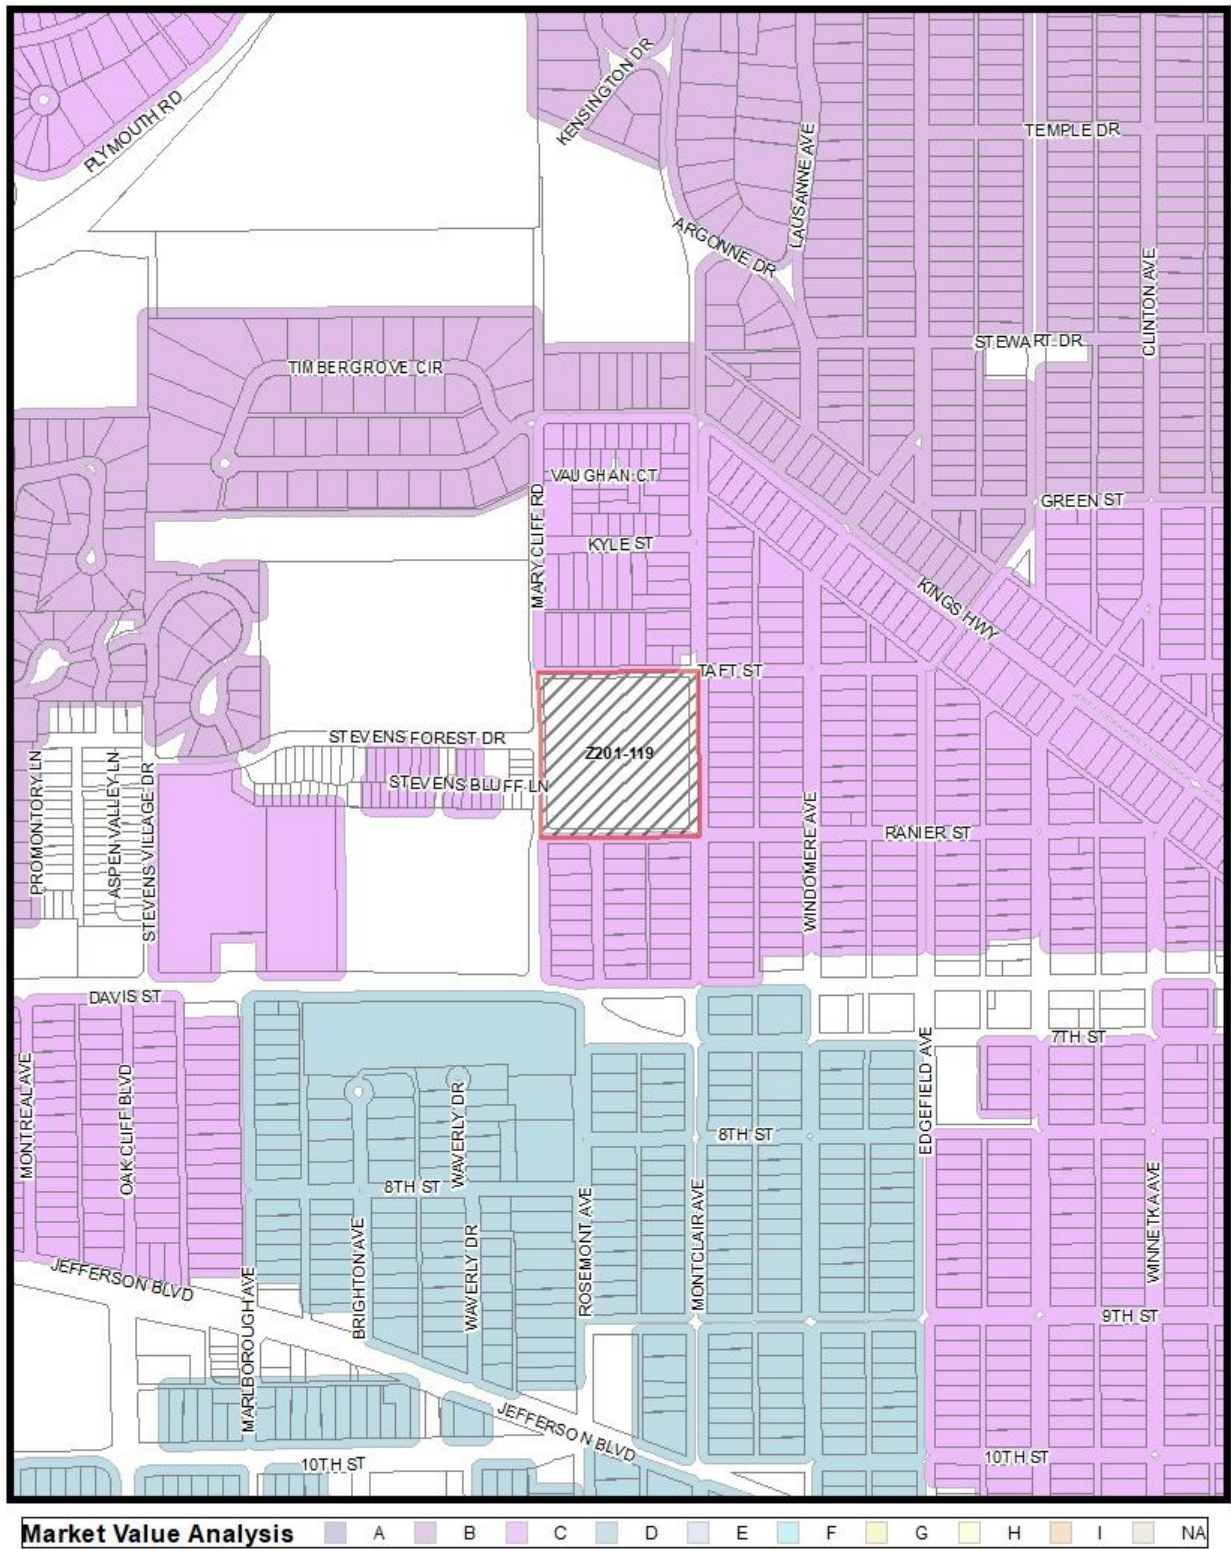 KENSINGTON DR
PLYMOUTH RD
TEMPLE DR
LAUSANNE AVE
ARGONNE DR
CLINTON AVE
STEWART DR
TIMBERGROVE CIR
VAUGHAN CT
GREEN ST
MARY CLIFF RD
KYLE ST
KINGS HWY
TAFT ST
STEVENS FOREST DR
Z201-119
STEVENS BLUFF LN
PROMONTORY LN
ASPEN VALLEY LN
STEVENS VILLAGE DR
WINDOMERE AVE
RANIER ST
DAVIS ST
7TH ST
MONTREAL AVE
OAK CLIFF BLVD
EDGEFIELD AVE
WAVERLY DR
8TH ST
8TH ST
WINNETKA AVE
BRIGHTON AVE
WAVERLY DR
ROSEMONT AVE
MONTCLAIR AVE
JEFFERSON BLVD
MARLBOROUGH AVE
9TH ST
JEFFERSON BLVD
10TH ST
10TH ST
Market Value Analysis A B C D E F G H I NA